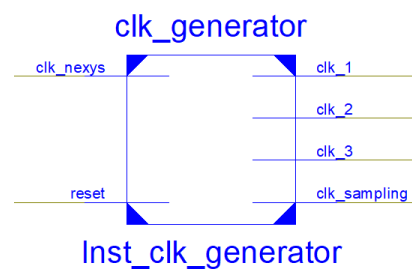 clk_generator
clk_nexys
clk_1
clk_2
clk_3
reset
clk_sampling
Inst_clk_generator